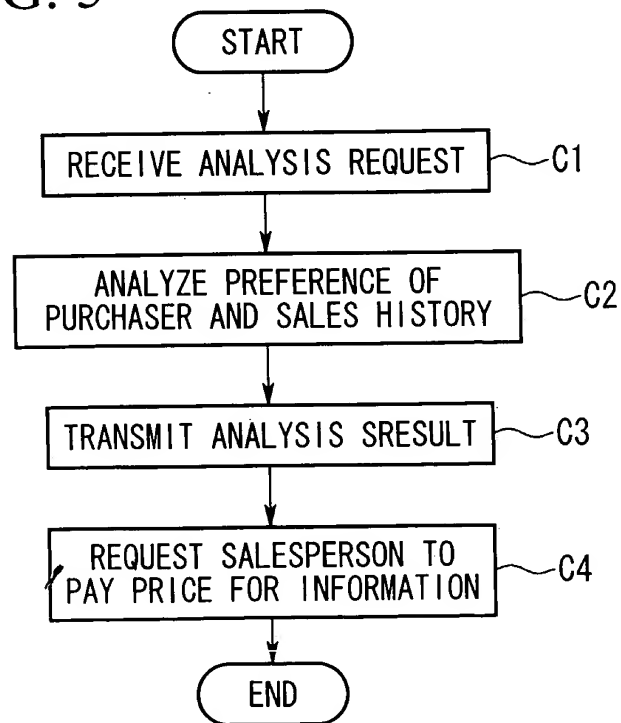 G. 5
START
RECEIVE ANALYSIS REQUEST
C1
ANALYZE PREFERENCE OF
PURCHASER AND SALES HISTORY
C2
TRANSMIT ANALYSIS SRESULT
C3
REQUEST SALESPERSON TO
PAY PRICE FOR INFORMATION
C4
END